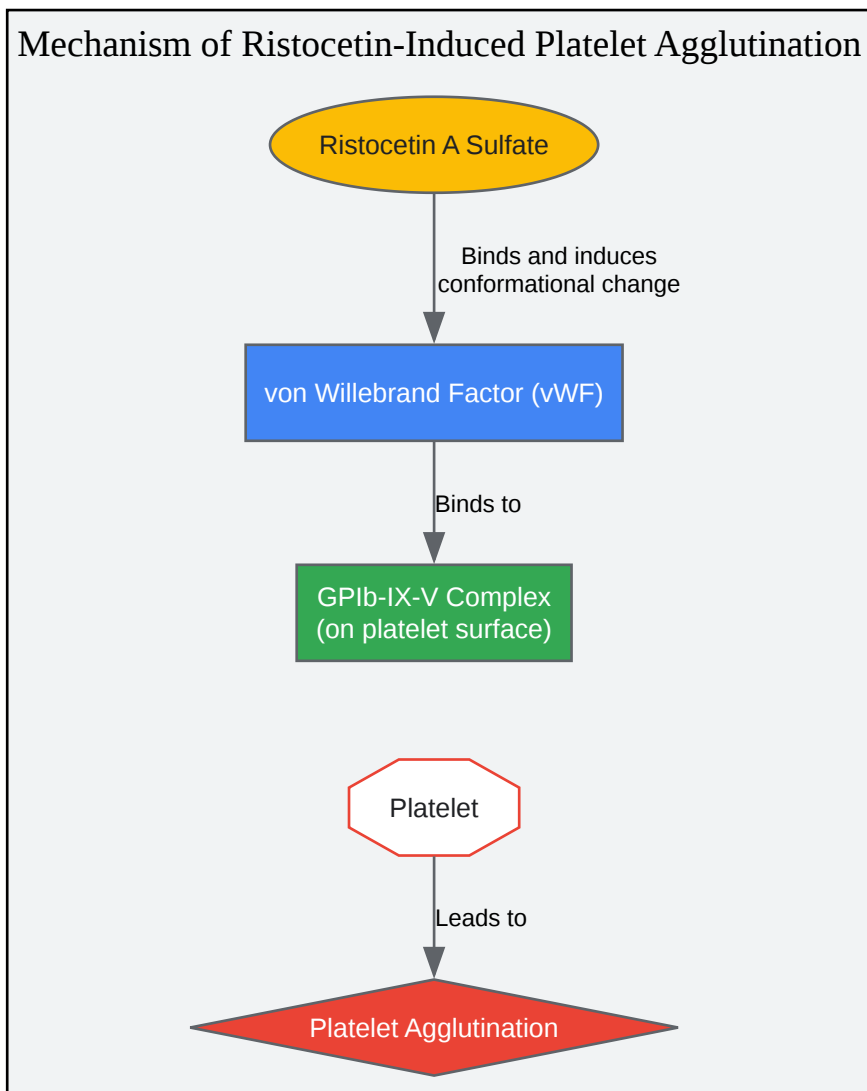 Mechanism of Ristocetin-Induced Platelet Agglutination
Ristocetin A Sulfate
Binds and induces
conformational change
von Willebrand Factor (vWF)
Binds to
GPIb-IX-V Complex
(on platelet surface)
Platelet
Leads to
Platelet Agglutination